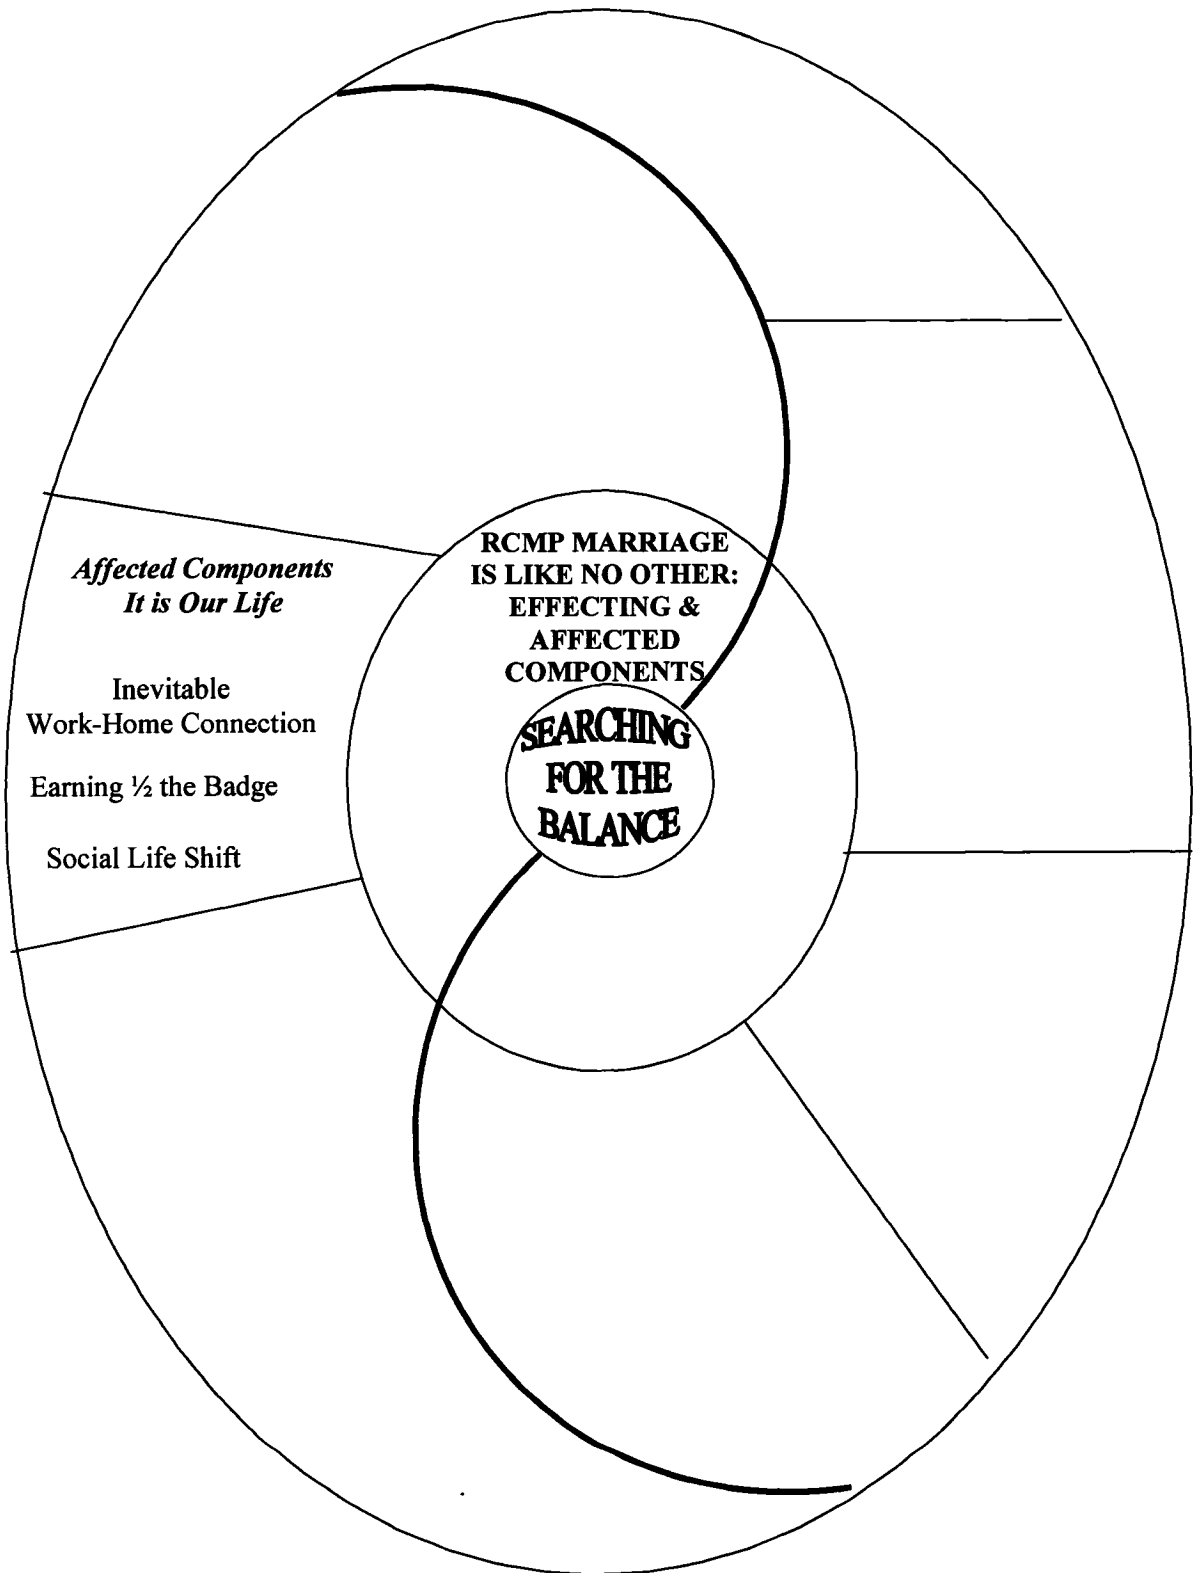 RCMP MARRIAGE
IS LIKE NO OTHER:
EFFECTING &
AFFECTED
COMPONENTS
SEARCHING
FOR THE
BALANCE
Affected Components
It is Our Life
Inevitable
Work-Home Connection
Earning ½ the Badge
Social Life Shift